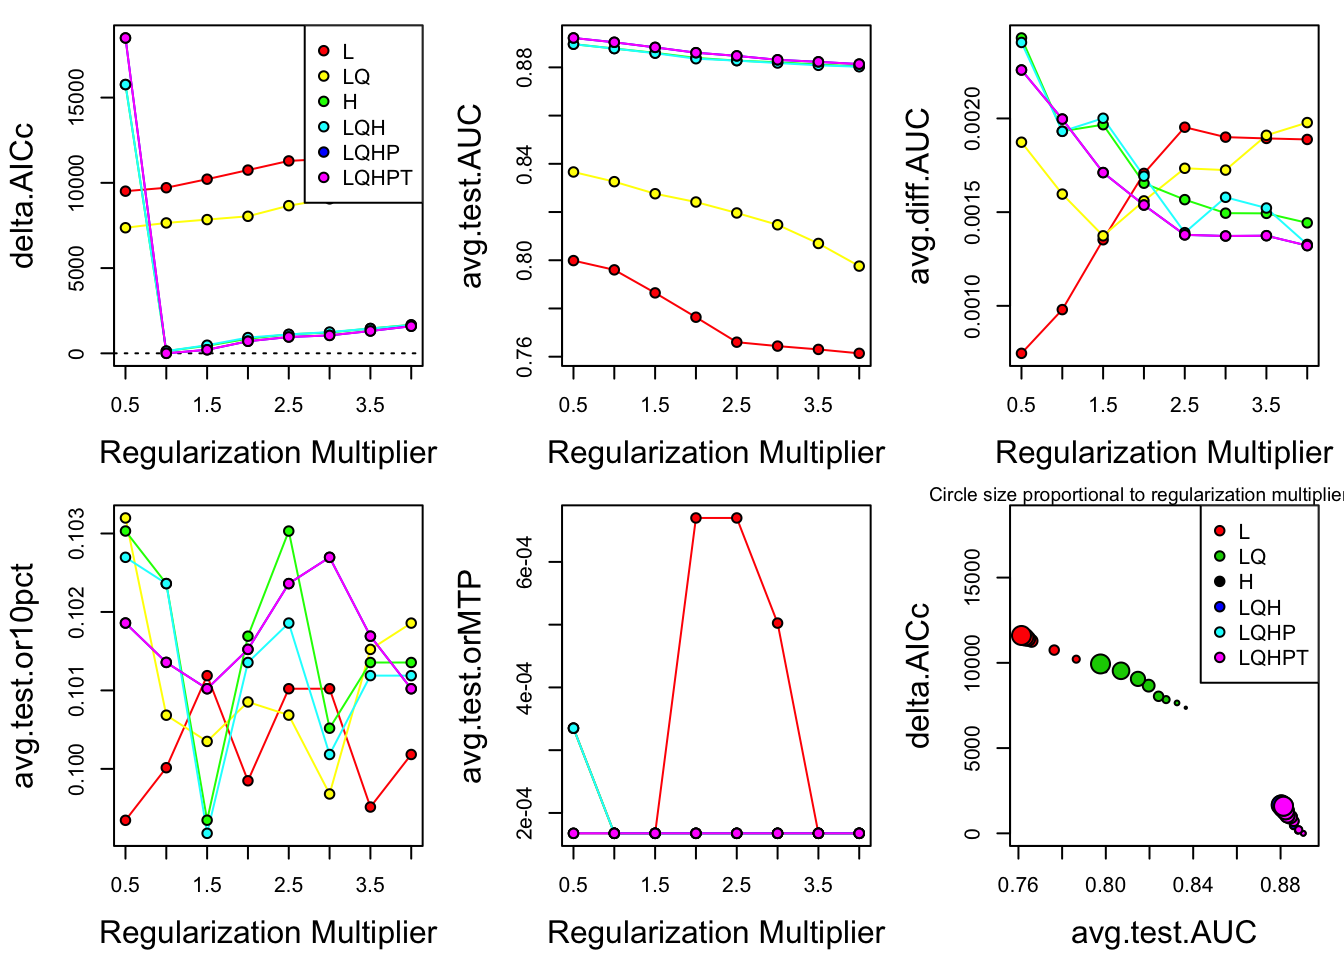 delta.AICc
0 5000 10000 15000
0.5 1.5 2.5 3.5
Regularization Multiplier
L
LQ
H
LQH
LQHP
LQHPT
avg.test.AUC
0.76 0.80 0.84 0.88
0.5 1.5 2.5 3.5
Regularization Multiplier
avg.diff.AUC
0.0010 0.0015 0.0020
0.5 1.5 2.5 3.5
Regularization Multiplier
avg.test.or10pct
0.100 0.101 0.102 0.103
0.5 1.5 2.5 3.5
Regularization Multiplier
avg.test.orMTP
2e-04 4e-04 6e-04
0.5 1.5 2.5 3.5
Regularization Multiplier
Circle size proportional to regularization multiplier
delta.AICc
0 5000 10000 15000
L
LQ
H
LQH
LQHP
LQHPT
0.76 0.80 0.84 0.88
avg.test.AUC